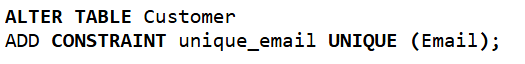 ALTER TABLE Customer
ADD CONSTRAINT unique_email UNIQUE (Email);